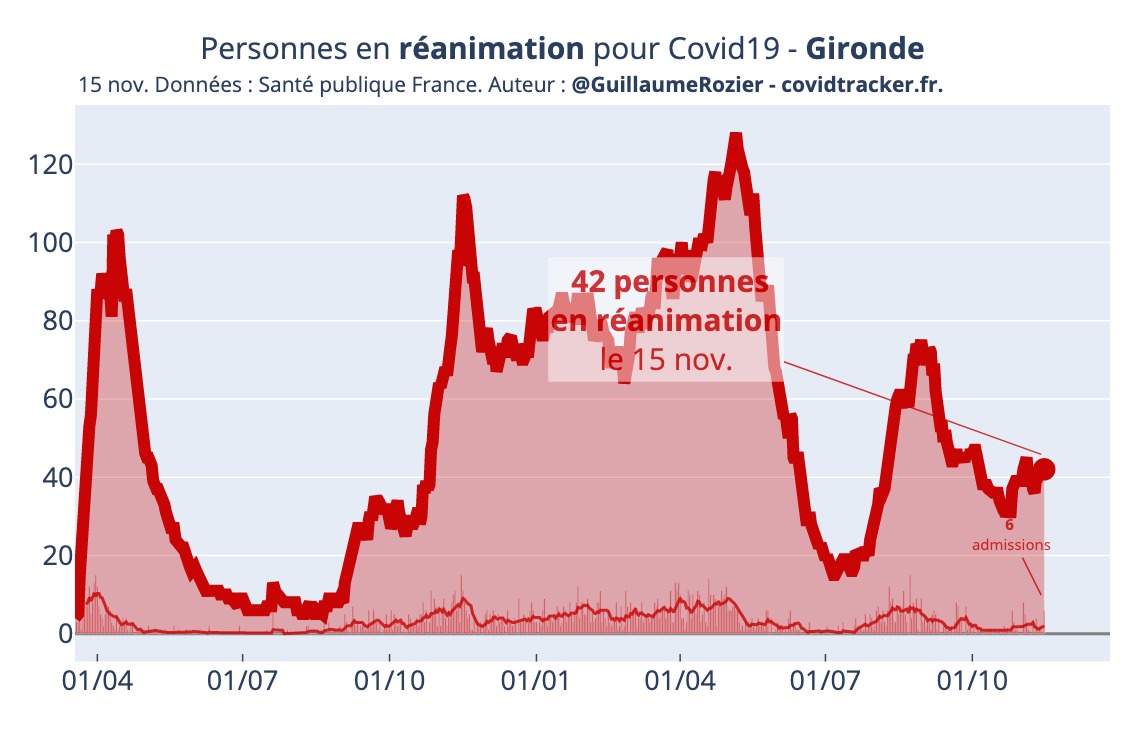 Personnes en réanimation pour Covid19 - Gironde
15 nov. Données : Santé publique France. Auteur : @GuillaumeRozier - covidtracker.fr.
120
100
80
60
40
20
0
42 personnes
en réanimation
le 15 nov.
6
admissions
01/04
01/07
01/10
01/01
01/04
01/07
01/10